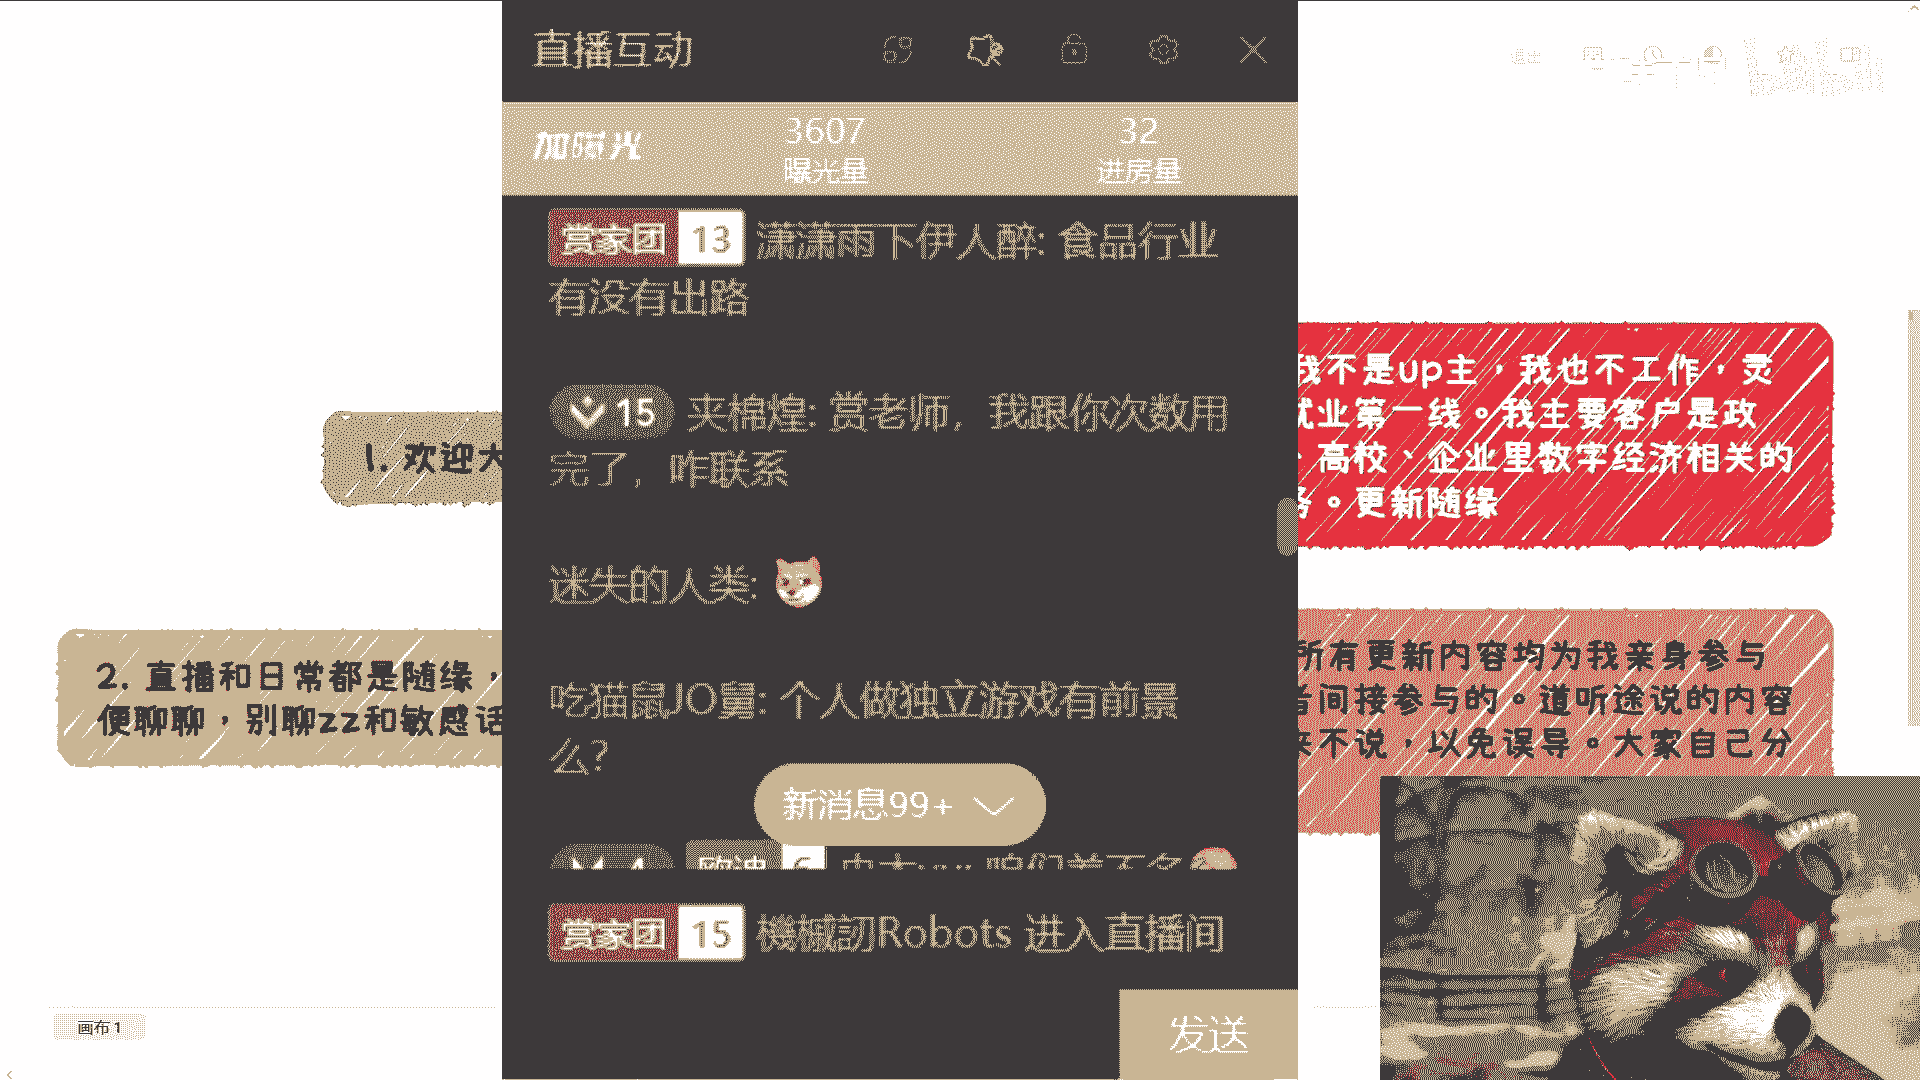 直播互动
加曝光
3607
曝光量
32
进房量
赏家团 13 潇潇雨下伊人醉: 食品行业
有没有出路
15 夹棉煌: 赏老师, 我跟你次数用
完了, 咋联系
迷失的人类:
吃猫鼠JO舅: 个人做独立游戏有前景
么?
新消息99+
赏家团 15 機械訒Robots 进入直播间
发送
1. 欢迎大
2. 直播和日常都是随缘，
便聊聊，别聊zz和敏感话
我不是up主，我也不工作，灵
就业第一线。我主要客户是政
、高校、企业里数字经济相关的
务。更新随缘
所有更新内容均为我亲身参与
者间接参与的。道听途说的内容
来不说，以免误导。大家自己分
画布 1